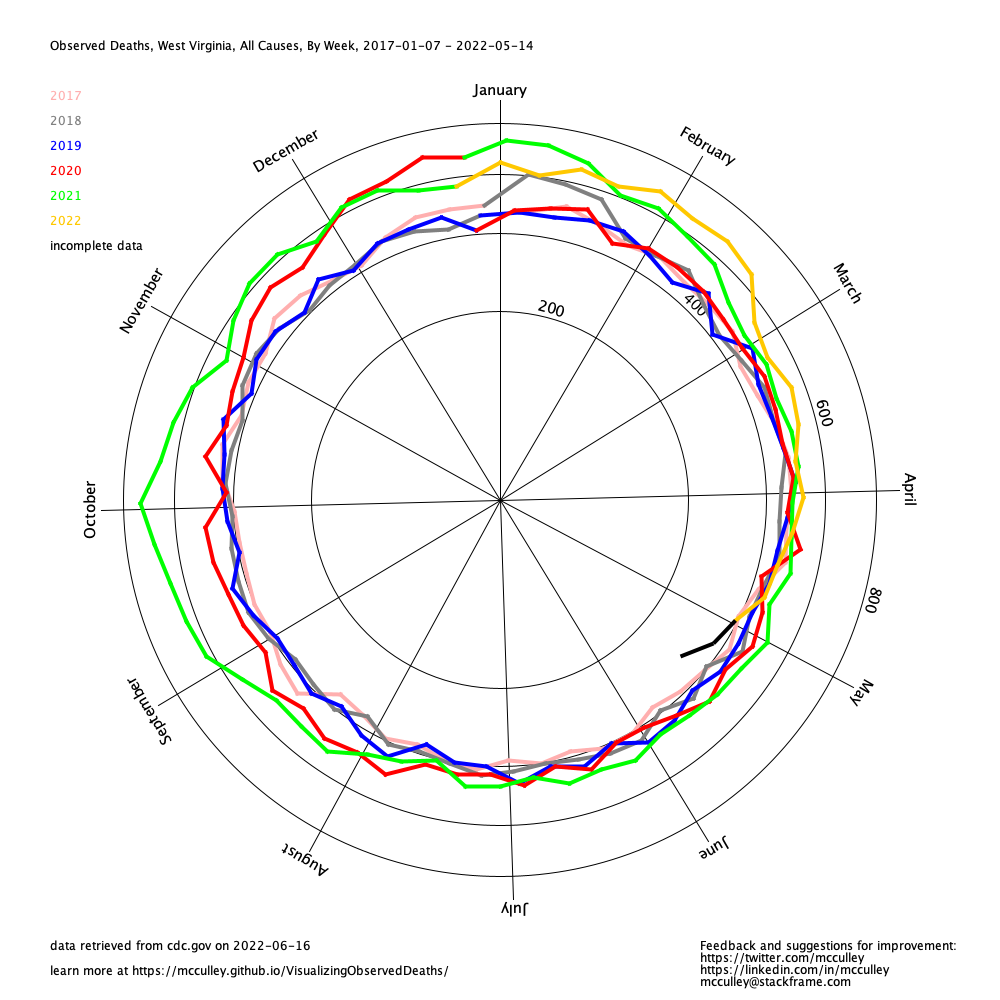 Observed Deaths, West Virginia, All Causes, By Week, 2017-01-07 - 2022-05-14
2017
2018
2019
2020
2021
2022
incomplete data
January
February
March
April
May
June
July
August
September
October
November
December
200
400
600
800
data retrieved from cdc.gov on 2022-06-16
learn more at https://mcculley.github.io/VisualizingObservedDeaths/
Feedback and suggestions for improvement:
https://twitter.com/mcculley
https://linkedin.com/in/mcculley
mcculley@stackframe.com